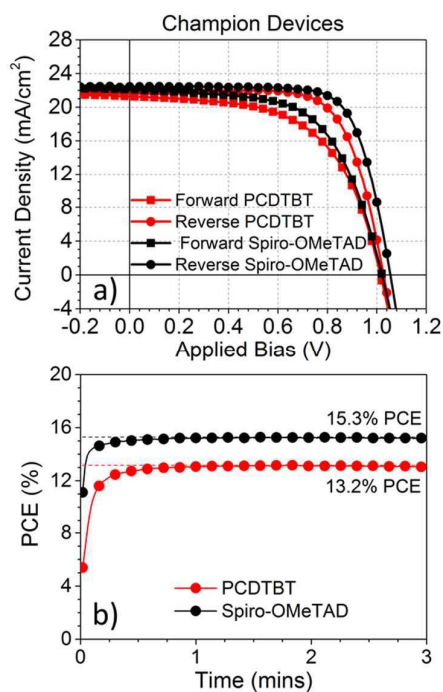 Champion Devices
28
24
20
16
12
8
4
0
-4
Current Density (mA/cm²)
Forward PCDTBT
Reverse PCDTBT
Forward Spiro-OMeTAD
Reverse Spiro-OMeTAD
a)
-0.2 0.0 0.2 0.4 0.6 0.8 1.0 1.2
Applied Bias (V)
20
16
12
8
4
0
PCE (%)
15.3% PCE
13.2% PCE
PCDTBT
Spiro-OMeTAD
b)
0 1 2 3
Time (mins)